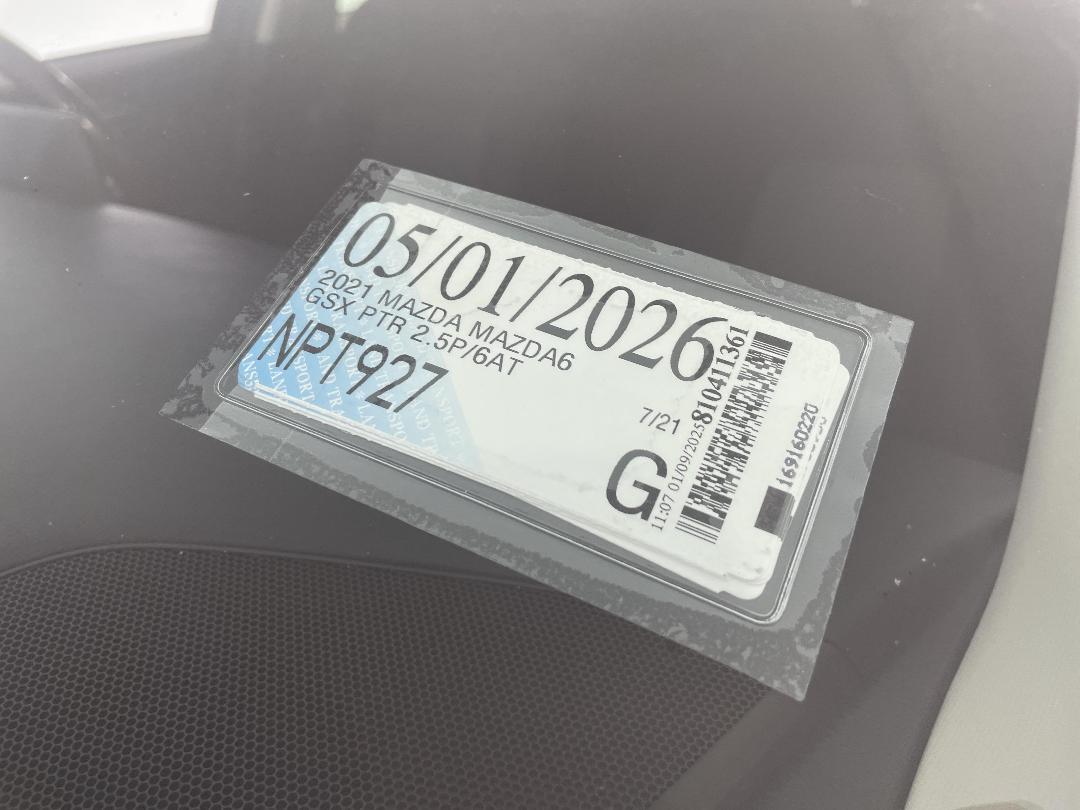 05/01/2026
2021 MAZDA MAZDA6
GSX PTR 2.5P/6AT
NPT927
7/21
G
11:07 01/09/2025
810411361
169160220